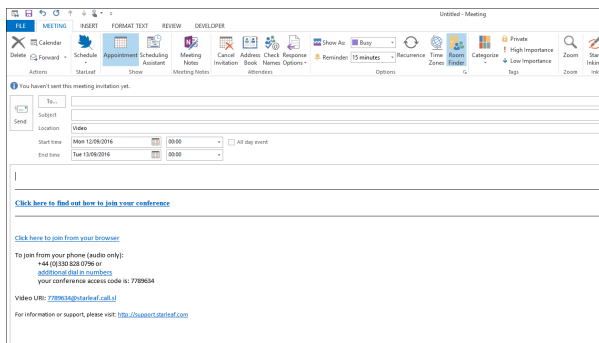 Untitled - Meeting
FILE MEETING INSERT FORMAT TEXT REVIEW DEVELOPER
Delete
Calendar
Forward
Actions
Schedule
StarLeaf
Appointment
Scheduling Assistant
Show
Meeting Notes
Meeting Notes
Cancel Invitation
Address Book
Check Names
Response Options
Attendees
Show As: Busy
Reminder: 15 minutes
Recurrence
Time Zones
Room Finder
Options
Categorize
Private
High Importance
Low Importance
Tags
Zoom
Zoom
You haven't sent this meeting invitation yet.
Send
To...
Subject
Location Video
Start time Mon 12/09/2016 00:00 All day event
End time Tue 13/09/2016 00:00
Click here to find out how to join your conference
Click here to join from your browser
To join from your phone (audio only):
+44 (0)330 828 0796 or
additional dial in numbers
your conference access code is: 7789634
Video URI: 7789634@starleaf.call.sl
For information or support, please visit: http://support.starleaf.com